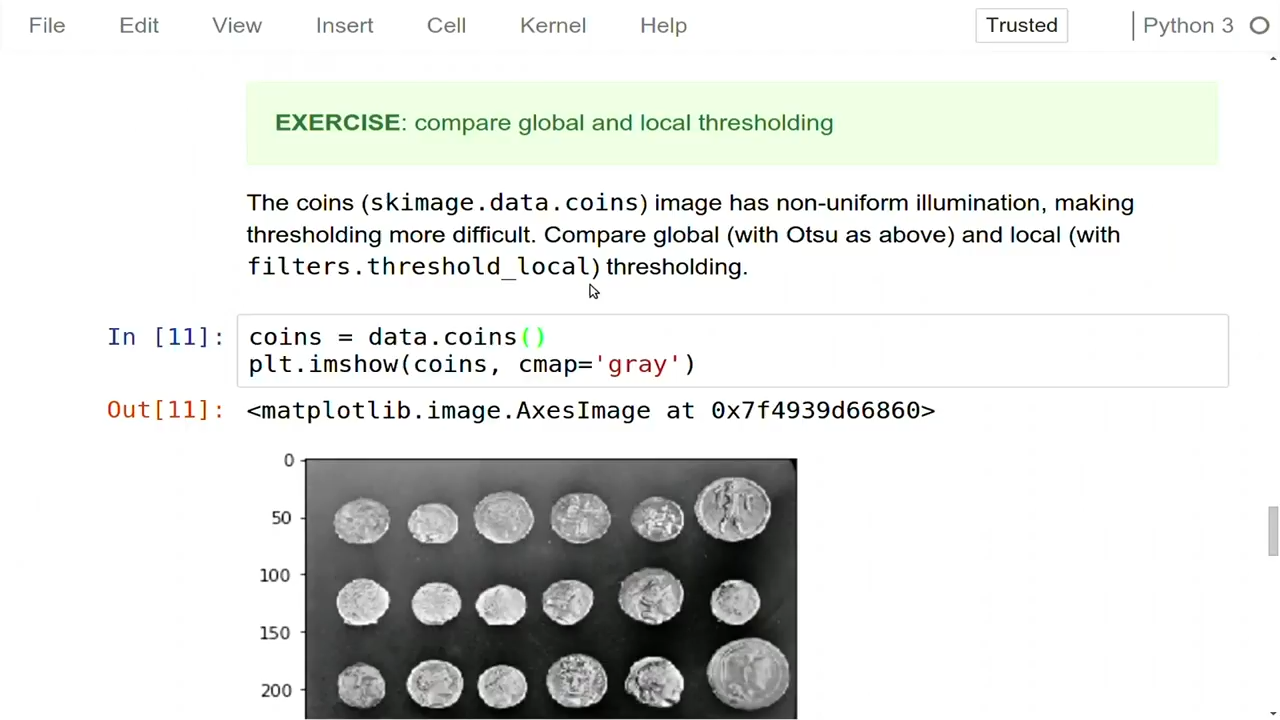 File Edit View Insert Cell Kernel Help Trusted Python 3
EXERCISE: compare global and local thresholding
The coins (skimage.data.coins) image has non-uniform illumination, making
thresholding more difficult. Compare global (with Otsu as above) and local (with
filters.threshold_local) thresholding.
In [11]: coins = data.coins()
plt.imshow(coins, cmap='gray')
Out[11]: <matplotlib.image.AxesImage at 0x7f4939d66860>
0
50
100
150
200